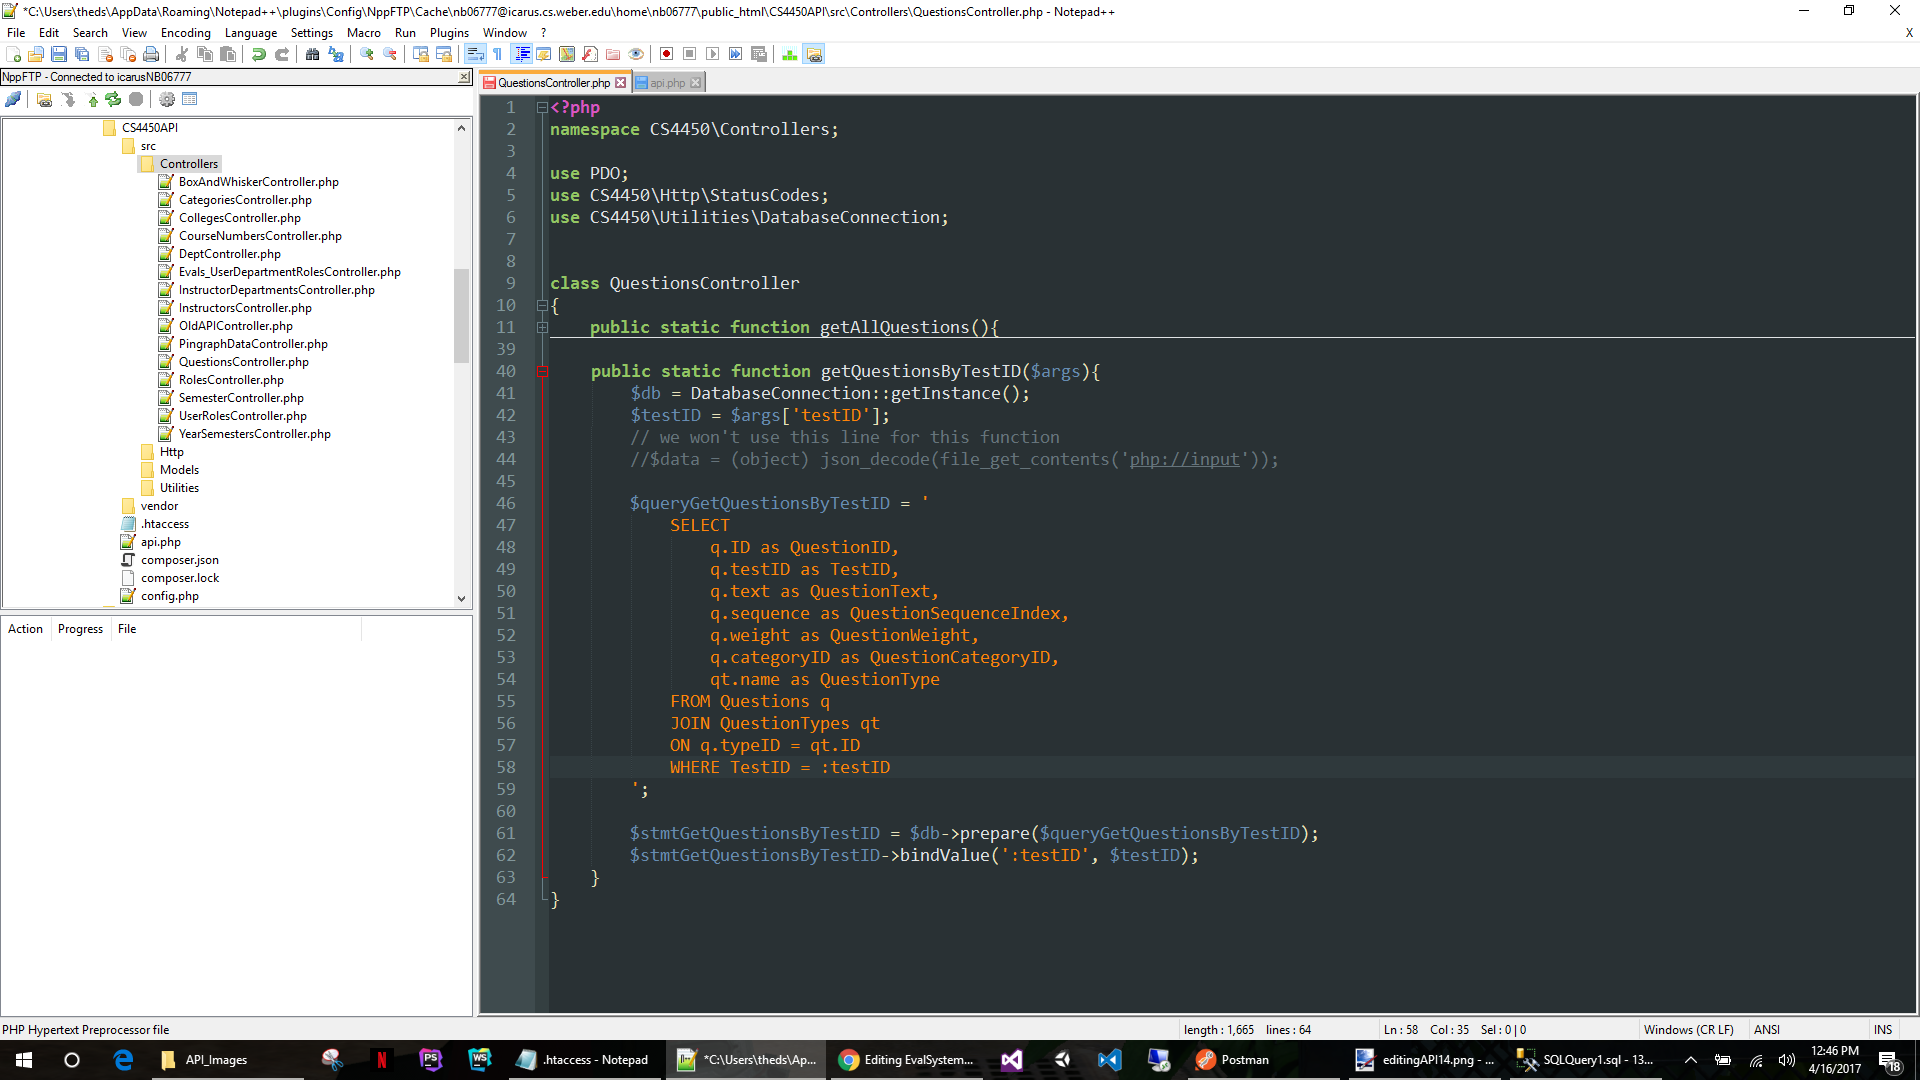 *C:\Users\theds\AppData\Roaming\Notepad++\plugins\Config\NppFTP\Cache\nb06777@icarus.cs.weber.edu\home\nb06777\public_html\CS4450API\src\Controllers\QuestionsController.php - Notepad++
File Edit Search View Encoding Language Settings Macro Run Plugins Window ? X
NppFTP - Connected to icarusNB06777
QuestionsController.php api.php
CS4450API
src
Controllers
BoxAndWhiskerController.php
CategoriesController.php
CollegesController.php
CourseNumbersController.php
DeptController.php
Evals_UserDepartmentRolesController.php
InstructorDepartmentsController.php
InstructorsController.php
OldAPIController.php
PingraphDataController.php
QuestionsController.php
RolesController.php
SemesterController.php
UserRolesController.php
YearSemestersController.php
Http
Models
Utilities
vendor
.htaccess
api.php
composer.json
composer.lock
config.php
Action Progress File
1 <?php
2 namespace CS4450\Controllers;
3
4 use PDO;
5 use CS4450\Http\StatusCodes;
6 use CS4450\Utilities\DatabaseConnection;
7
8
9 class QuestionsController
10 {
11 public static function getAllQuestions(){
39
40 public static function getQuestionsByTestID($args){
41 $db = DatabaseConnection::getInstance();
42 $testID = $args['testID'];
43 // we won't use this line for this function
44 //$data = (object) json_decode(file_get_contents('php://input'));
45
46 $queryGetQuestionsByTestID = '
47 SELECT
48 q.ID as QuestionID,
49 q.testID as TestID,
50 q.text as QuestionText,
51 q.sequence as QuestionSequenceIndex,
52 q.weight as QuestionWeight,
53 q.categoryID as QuestionCategoryID,
54 qt.name as QuestionType
55 FROM Questions q
56 JOIN QuestionTypes qt
57 ON q.typeID = qt.ID
58 WHERE TestID = :testID
59 ';
60
61 $stmtGetQuestionsByTestID = $db->prepare($queryGetQuestionsByTestID);
62 $stmtGetQuestionsByTestID->bindValue(':testID', $testID);
63 }
64 }
PHP Hypertext Preprocessor file length : 1,665 lines : 64 Ln : 58 Col : 35 Sel : 0 | 0 Windows (CR LF) ANSI INS
API_Images .htaccess - Notepad *C:\Users\theds\Ap... Editing EvalSystem... Postman editingAPI14.png - ... SQLQuery1.sql - 13... 12:46 PM
4/16/2017 18